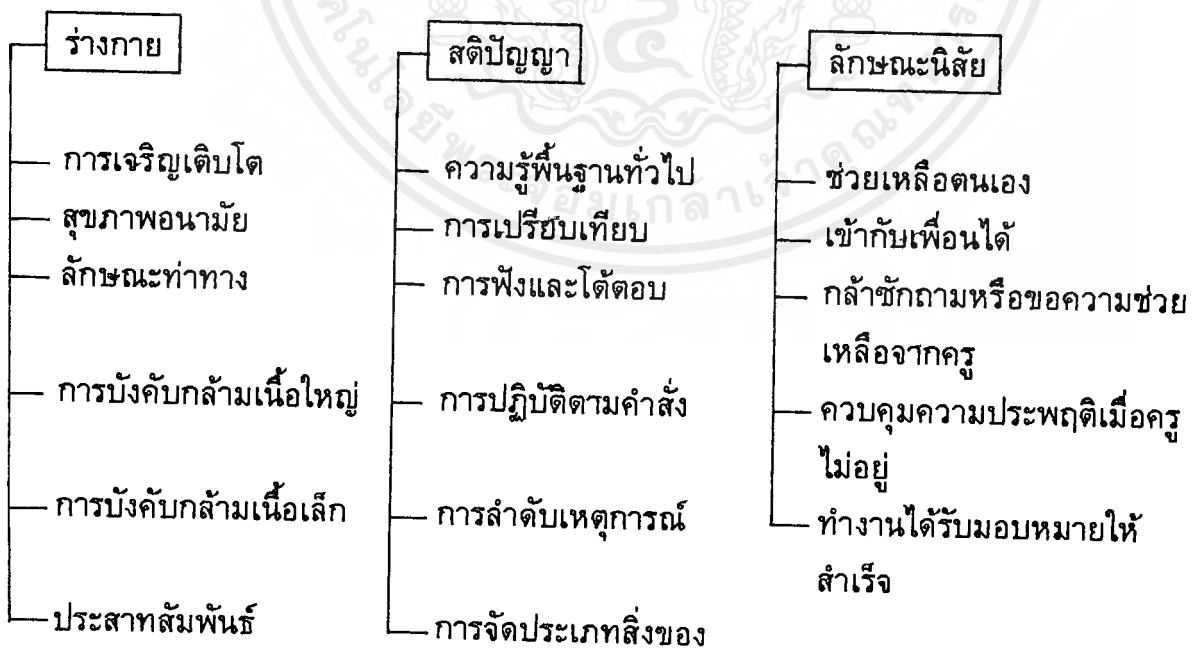 ร่างกาย
การเจริญเติบโต
สุขภาพอนามัย
ลักษณะท่าทาง
การบังคับกล้ามเนื้อใหญ่
การบังคับกล้ามเนื้อเล็ก
ประสาทสัมพันธ์
สติปัญญา
ความรู้พื้นฐานทั่วไป
การเปรียบเทียบ
การฟังและโต้ตอบ
การปฏิบัติตามคำสั่ง
การลำดับเหตุการณ์
การจัดประเภทสิ่งของ
ลักษณะนิสัย
ช่วยเหลือตนเอง
เข้ากับเพื่อนได้
กล้าซักถามหรือขอความช่วย
เหลือจากครู
ควบคุมความประพฤติเมื่อครู
ไม่อยู่
ทำงานได้รับมอบหมายให้
สำเร็จ